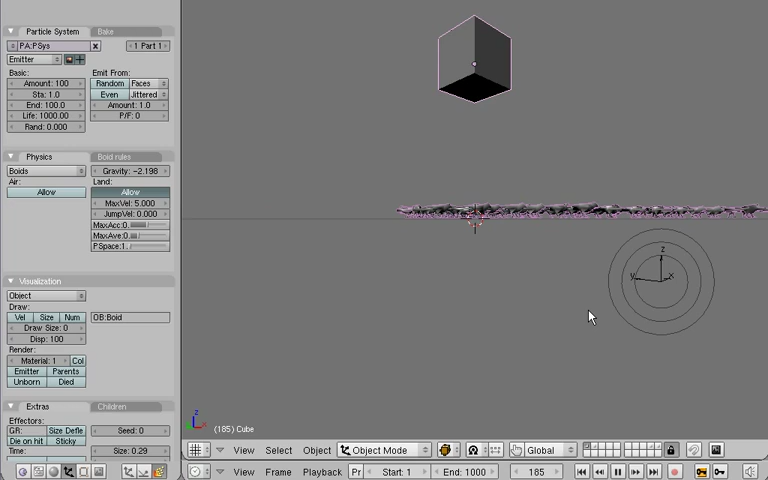 Particle System Bake
PA:PSys 1 Part 1
Emitter
Basic: Emit From:
Amount: 100 Random Faces
Sta: 1.0 Even Jittered
End: 100.0 Amount: 1.0
Life: 1000.00 P/F: 0
Rand: 0.000
Physics Boid rules
Boids Gravity: -2.198
Air: Land:
Allow Allow
MaxVel: 5.000
JumpVel: 0.000
MaxAcc:0.
MaxAve:0.
PSpace:1.
Visualization
Object
Draw:
Vel Size Num OB:Boid
Draw Size: 0
Disp: 100
Render:
Material: 1 Col
Emitter Parents
Unborn Died
Extras Children
Effectors:
GR: Size Defle Seed: 0
Die on hit Sticky
Time: Size: 0.29
z
y x
z
(185) Cube
View Select Object Object Mode Global
View Frame Playback Pr Start: 1 End: 1000 185